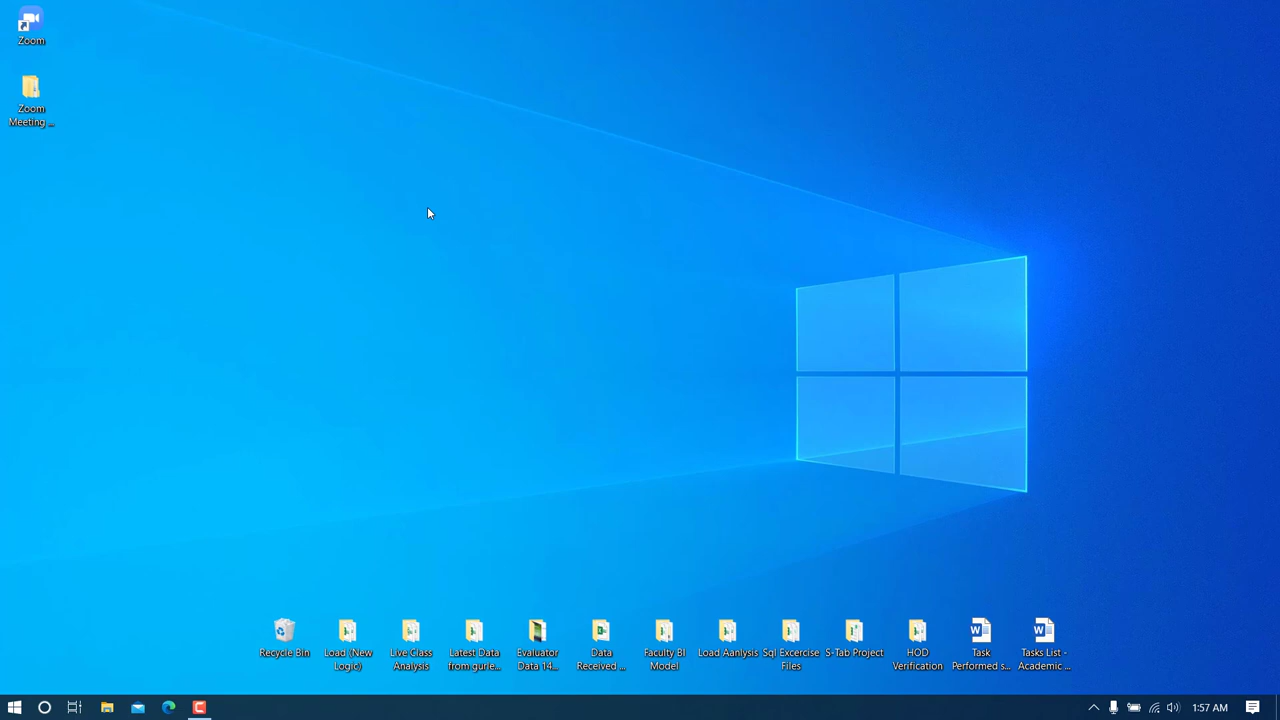 Zoom
Zoom
Meeting ...
Recycle Bin
Load (New
Logic)
Live Class
Analysis
Latest Data
from gurie...
Evaluator
Data 14...
Data
Received ...
Faculty BI
Model
Load Aanlysis
Sql Excercise
Files
S-Tab Project
HOD
Verification
Task
Performed s...
Tasks List -
Academic ...
1:57 AM